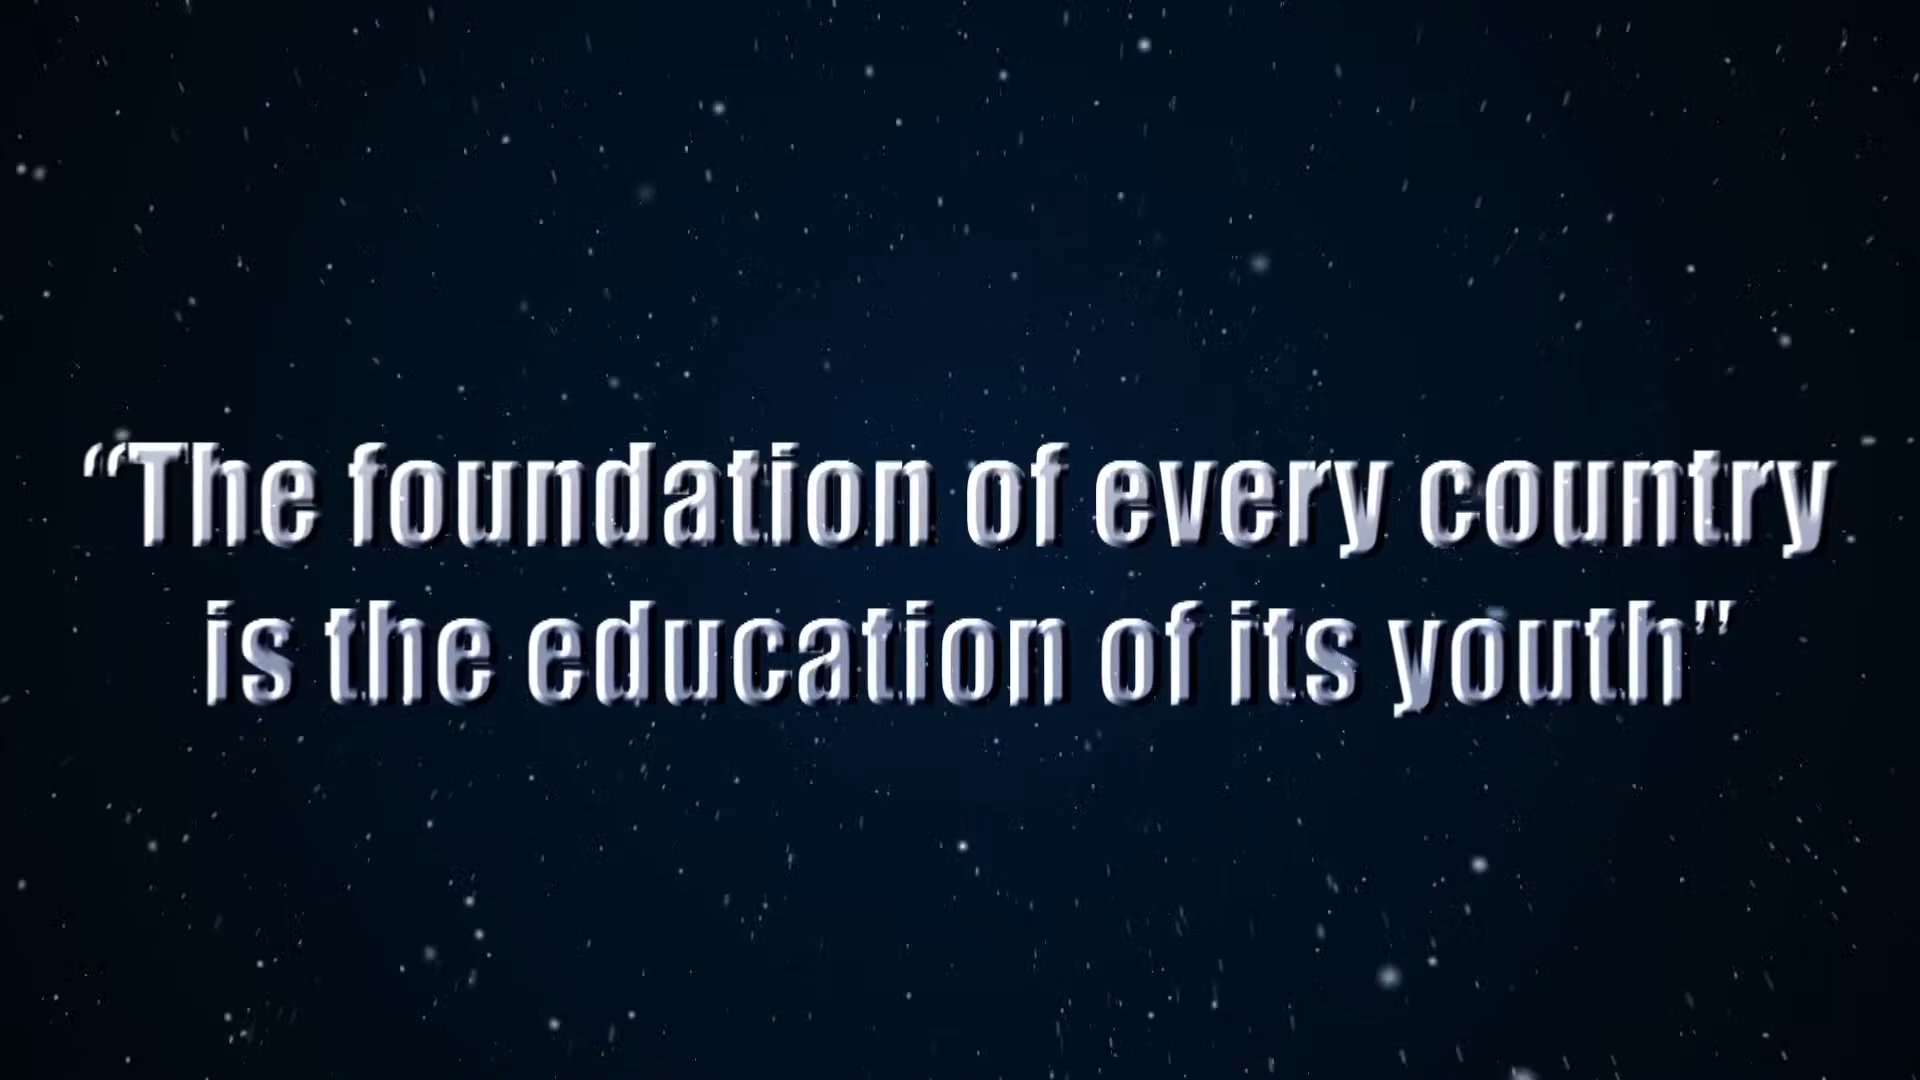 “The foundation of every country
is the education of its youth”